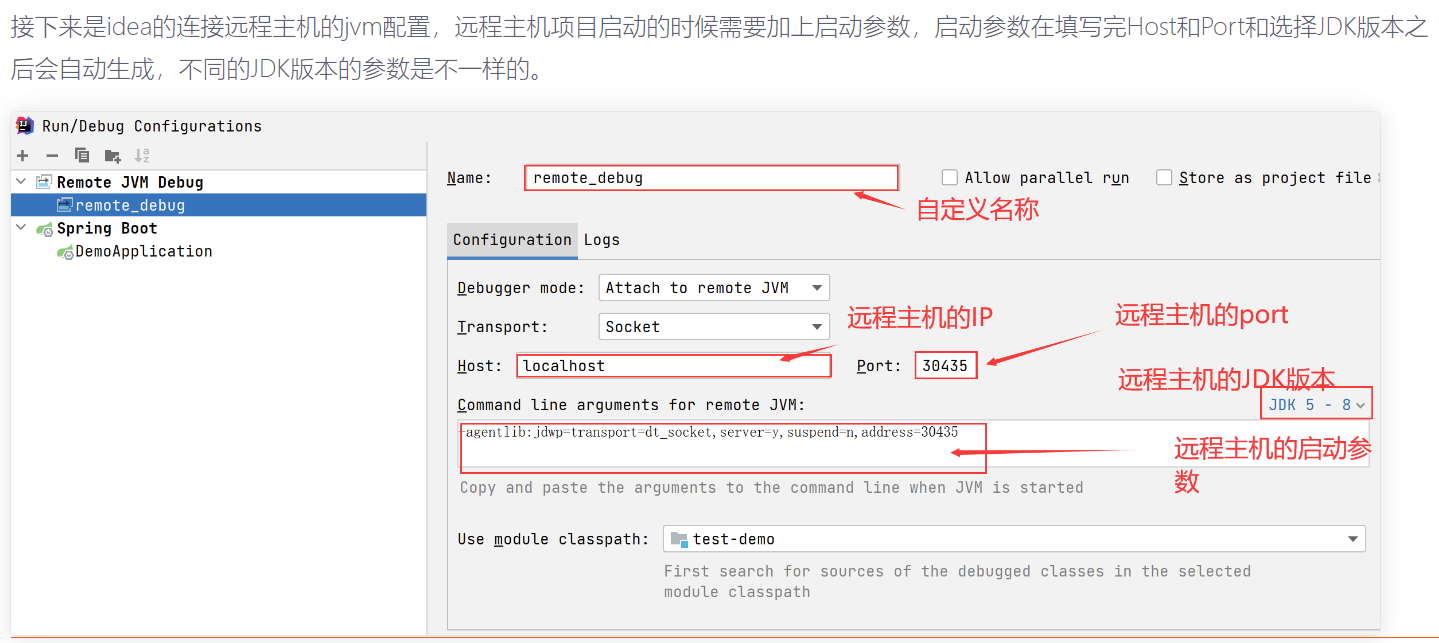 接下来是idea的连接远程主机的jvm配置，远程主机项目启动的时候需要加上启动参数，启动参数在填写完Host和Port和选择JDK版本之
后会自动生成，不同的JDK版本的参数是不一样的。
Run/Debug Configurations
Remote JVM Debug
remote_debug
Spring Boot
DemoApplication
Name: remote_debug
Allow parallel run
Store as project file
自定义名称
Configuration Logs
Debugger mode: Attach to remote JVM
Transport: Socket
远程主机的IP
远程主机的port
Host: localhost
Port: 30435
远程主机的JDK版本
Command line arguments for remote JVM:
JDK 5 - 8
-agentlib:jdwp=transport=dt_socket,server=y,suspend=n,address=30435
远程主机的启动参
数
Copy and paste the arguments to the command line when JVM is started
Use module classpath: test-demo
First search for sources of the debugged classes in the selected
module classpath